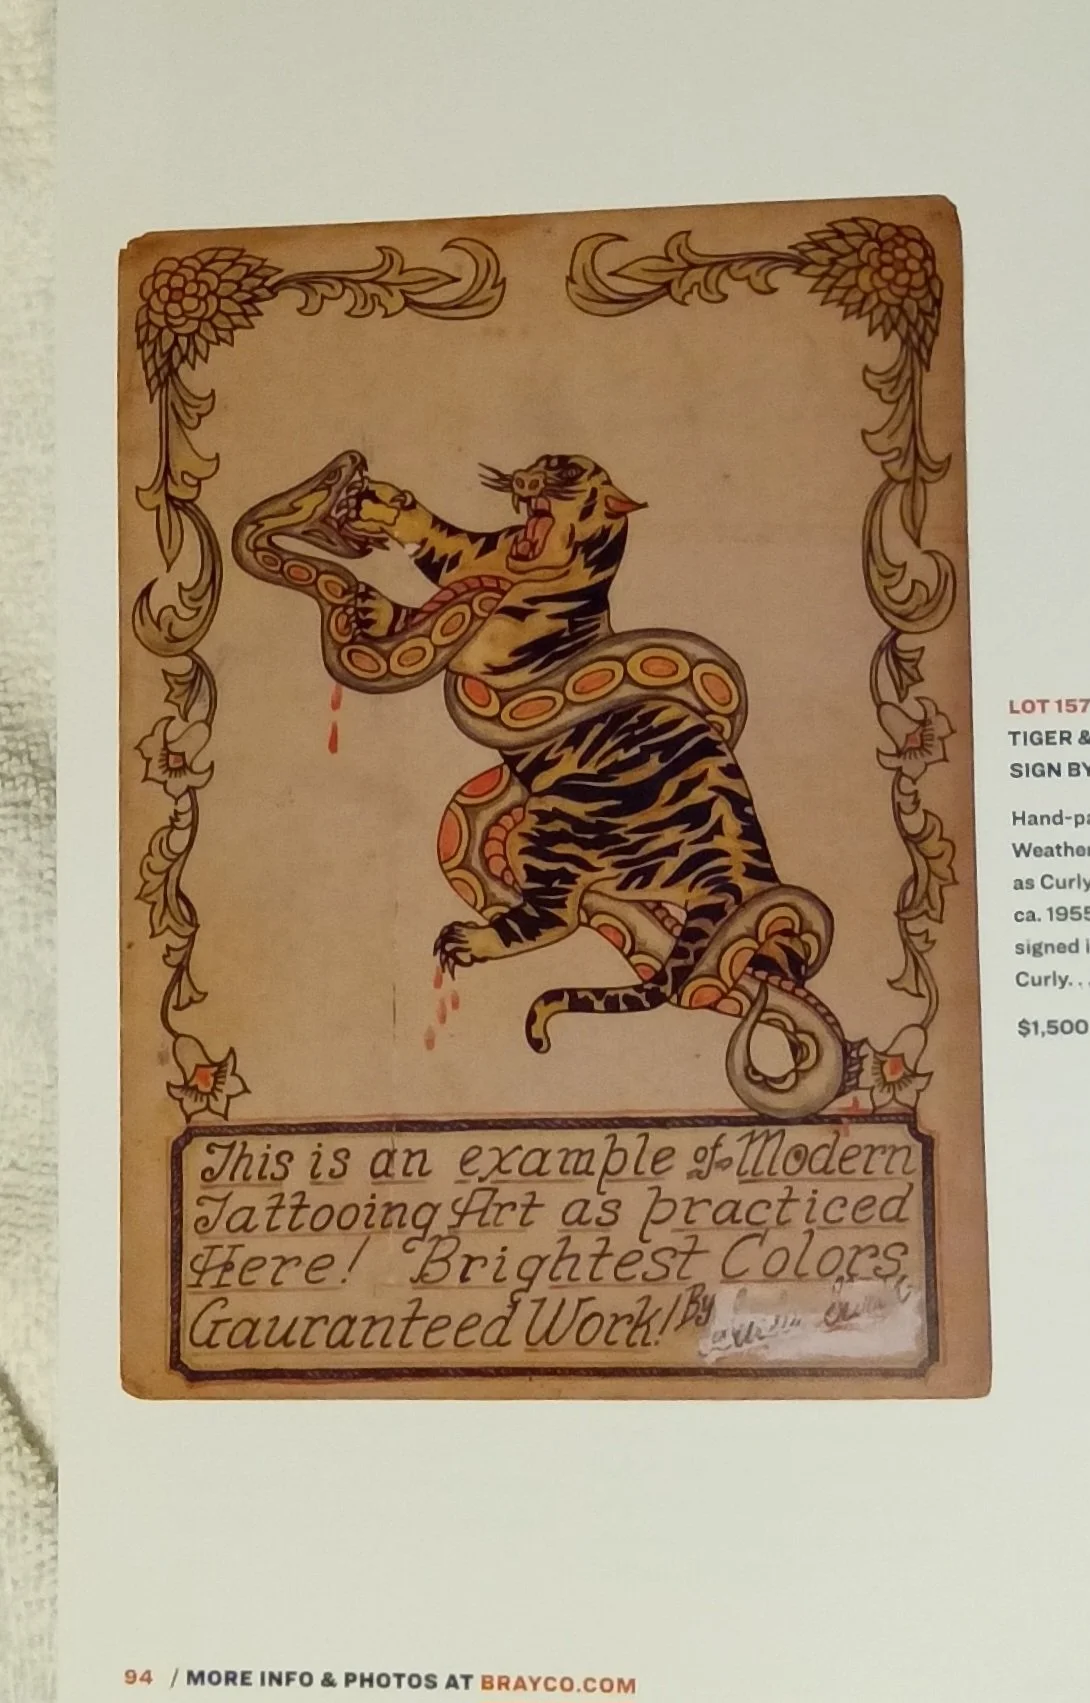 This is an example of Modern
Tattooing Art as practiced
Here! Brightest Colors
Gauranteed Work! By
LOT 157
TIGER &
SIGN BY
Hand-pa
Weather
as Curly
ca. 1955
signed i
Curly. .
$1,500
94 / MORE INFO & PHOTOS AT BRAYCO.COM